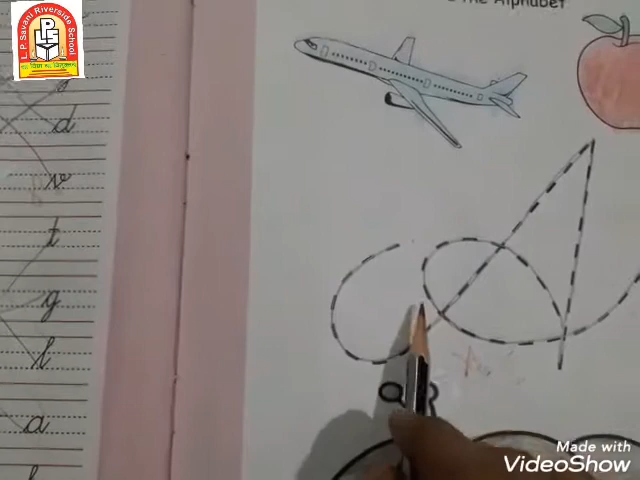 L. P. Savani Riverside School
L P S
The Alphabet
d
v
t
g
l
a
A
Made with
VideoShow